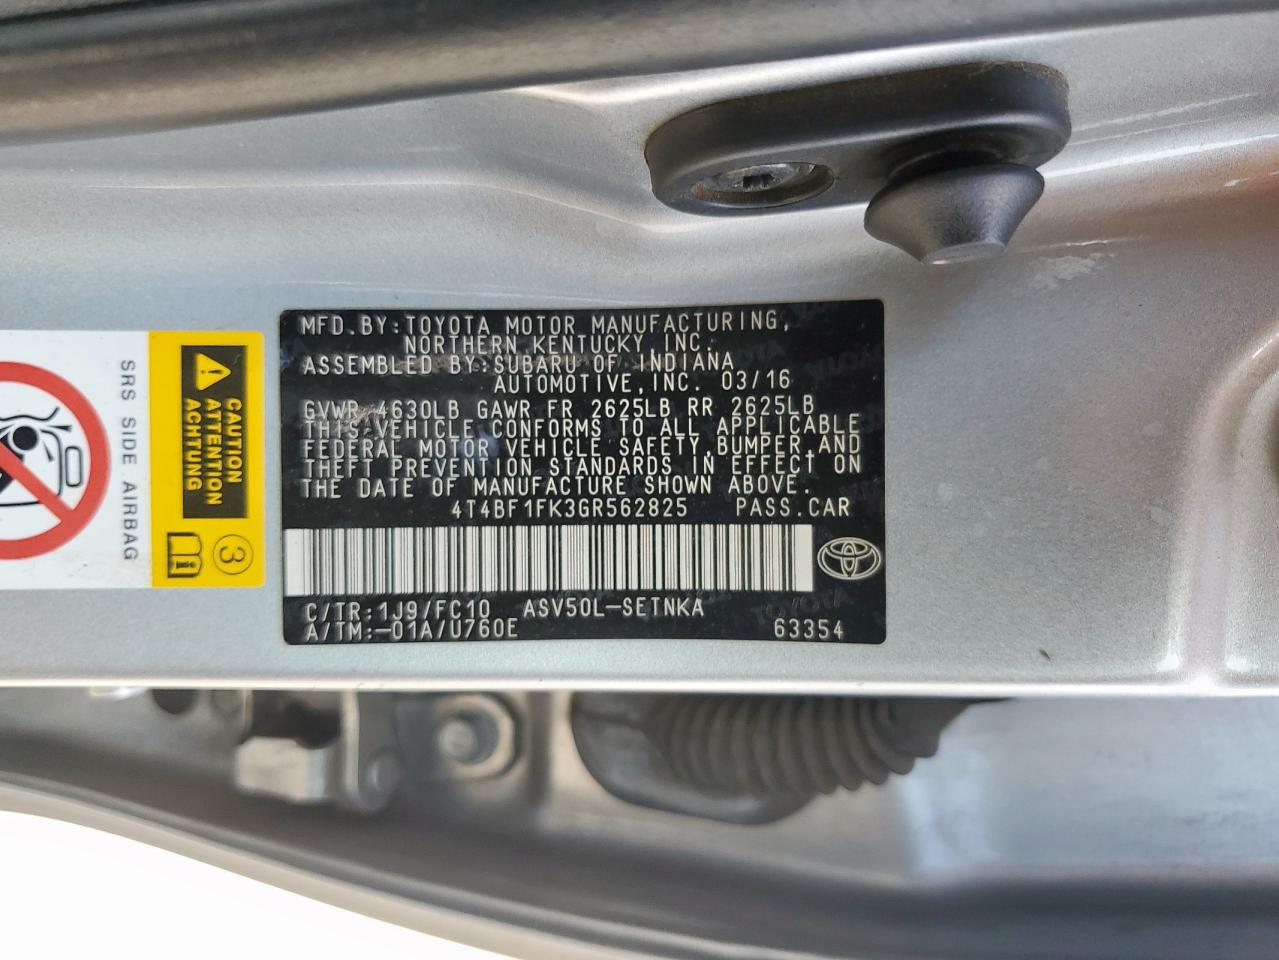 MFD.BY:TOYOTA MOTOR MANUFACTURING,
NORTHERN KENTUCKY, INC.
ASSEMBLED BY:SUBARU OF INDIANA
AUTOMOTIVE,INC. 03/16
GVWR 4630LB GAWR FR 2625LB RR 2625LB
THIS VEHICLE CONFORMS TO ALL APPLICABLE
FEDERAL MOTOR VEHICLE SAFETY,BUMPER,AND
THEFT PREVENTION STANDARDS IN EFFECT ON
THE DATE OF MANUFACTURE SHOWN ABOVE.
4T4BF1FK3GR562825 PASS.CAR
C/TR:1J9/FC10 ASV50L-SETNKA
A/TM:-01A/U760E 63354
CAUTION
ATTENTION
ACHTUNG
3
SRS SIDE AIRBAG